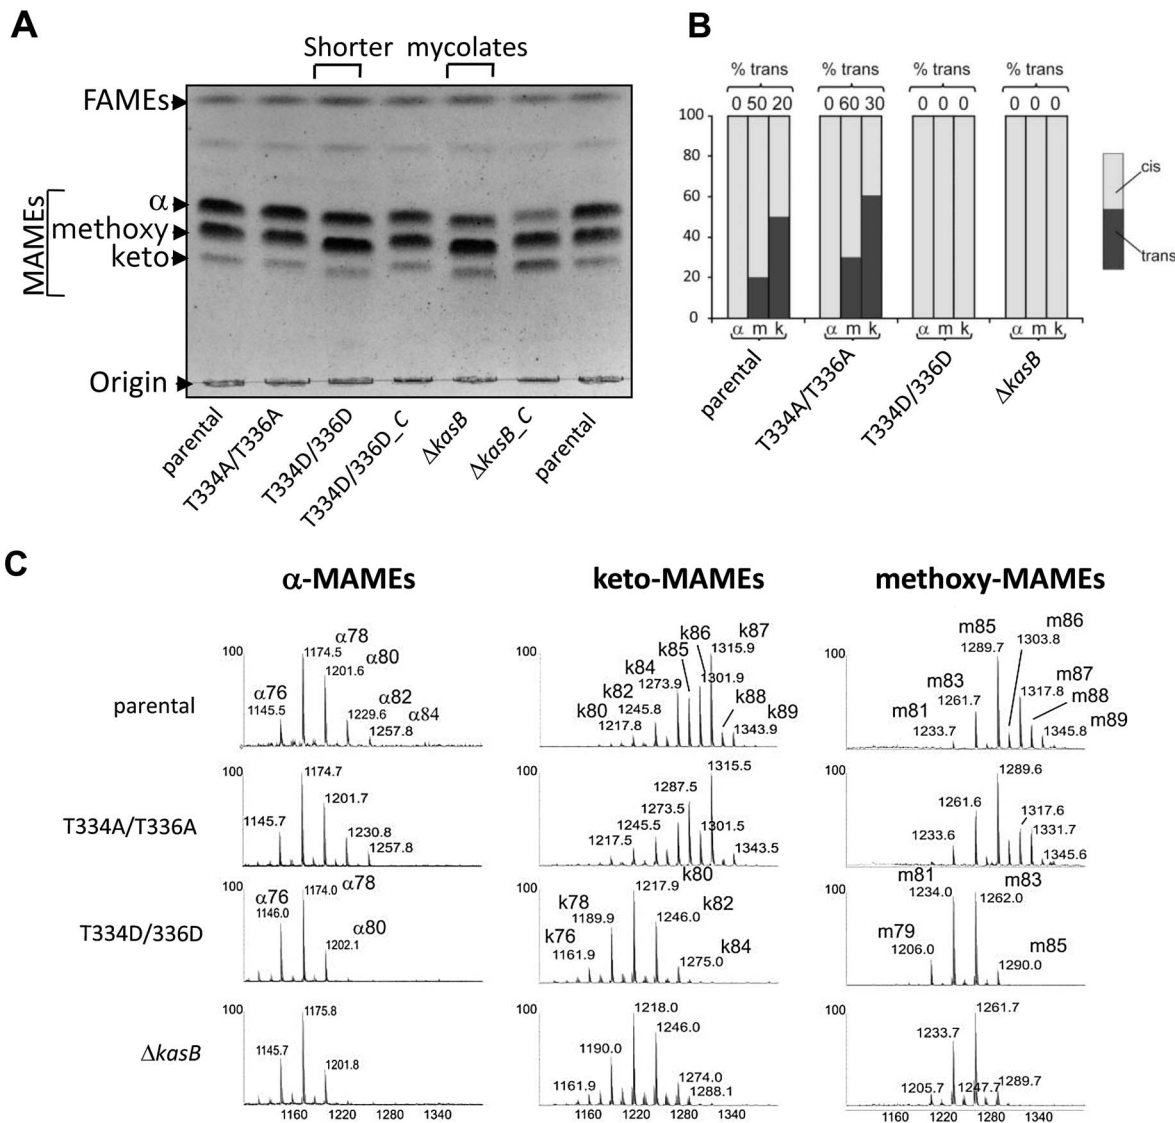 A
Shorter mycolates
FAMEs
α
methoxy
keto
MAMEs
Origin
parental
T334A/T336A
T334D/336D
T334D/336D_C
ΔkasB
ΔkasB_C
parental
B
% trans % trans % trans % trans
0 50 20 0 60 30 0 0 0 0 0 0
100
80
60
40
20
0
α m k α m k α m k α m k
parental
T334A/T336A
T334D/336D
ΔkasB
cis
trans
C
α-MAMEs keto-MAMEs methoxy-MAMEs
parental
100
α76
1145.5
α78
1174.5
α80
1201.6
α82
1229.6
α84
1257.8
100
k80
1217.8
k82
1245.8
k84
1273.9
k85
k86
1301.9
k87
1315.9
k88
k89
1343.9
100
m81
1233.7
m83
1261.7
m85
1289.7
m86
1303.8
m87
1317.8
m88
m89
1345.8
T334A/T336A
100
1145.7
1174.7
1201.7
1230.8
1257.8
100
1217.5
1245.5
1273.5
1287.5
1301.5
1315.5
1343.5
100
1233.6
1261.6
1289.6
1317.6
1331.7
1345.6
T334D/336D
100
α76
1146.0
α78
1174.0
α80
1202.1
100
k76
1161.9
k78
1189.9
k80
1217.9
k82
1246.0
k84
1275.0
100
m79
1206.0
m81
1234.0
m83
1262.0
m85
1290.0
ΔkasB
100
1145.7
1175.8
1201.8
100
1161.9
1190.0
1218.0
1246.0
1274.0
1288.1
100
1205.7
1233.7
1247.7
1261.7
1289.7
1160 1220 1280 1340
1160 1220 1280 1340
1160 1220 1280 1340